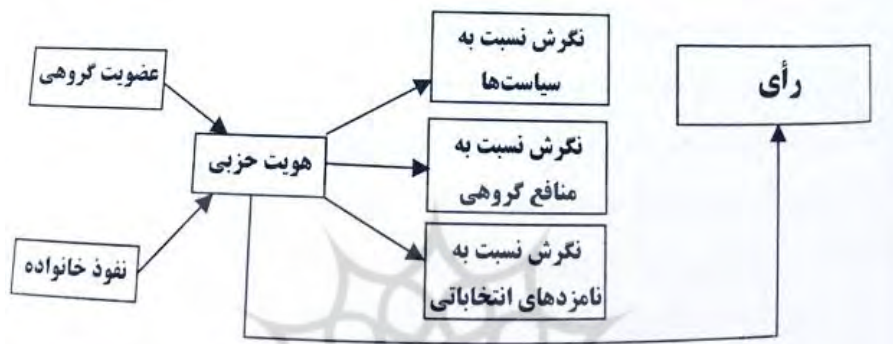 عضویت گروهی
نفوذ خانواده
هویت حزبی
نگرش نسبت به
سیاست‌ها
نگرش نسبت به
منافع گروهی
نگرش نسبت به
نامزدهای انتخاباتی
رأی